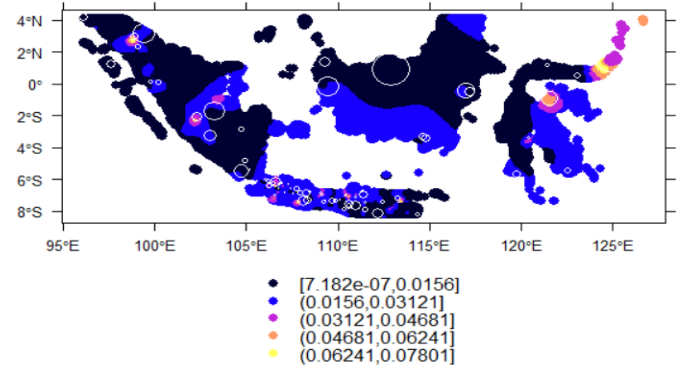 4°N
2°N
0°
2°S
4°S
6°S
8°S
95°E 100°E 105°E 110°E 115°E 120°E 125°E
[7.182e-07,0.0156]
(0.0156,0.03121]
(0.03121,0.04681]
(0.04681,0.06241]
(0.06241,0.07801]